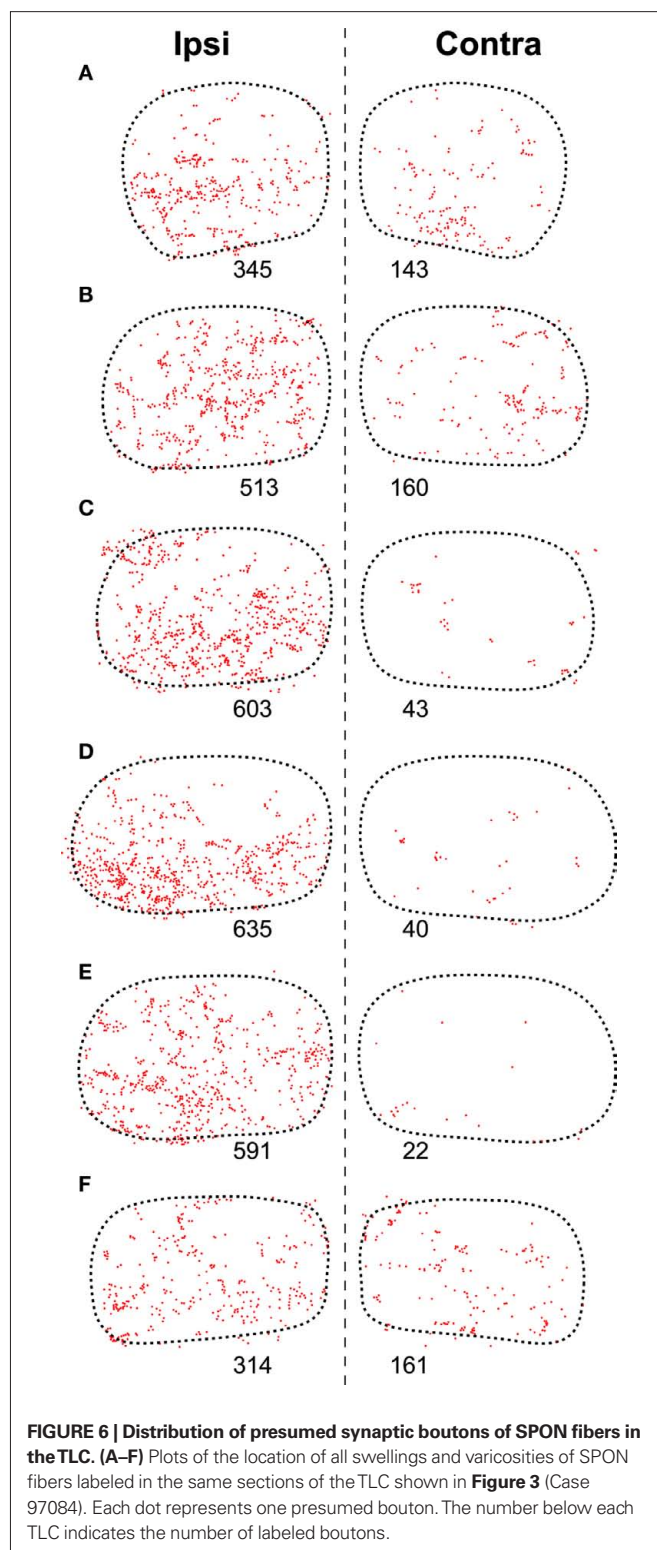 Ipsi Contra
A
345 143
B
513 160
C
603 43
D
635 40
E
591 22
F
314 161
FIGURE 6 | Distribution of presumed synaptic boutons of SPON fibers in
the TLC. (A–F) Plots of the location of all swellings and varicosities of SPON
fibers labeled in the same sections of the TLC shown in Figure 3 (Case
97084). Each dot represents one presumed bouton. The number below each
TLC indicates the number of labeled boutons.